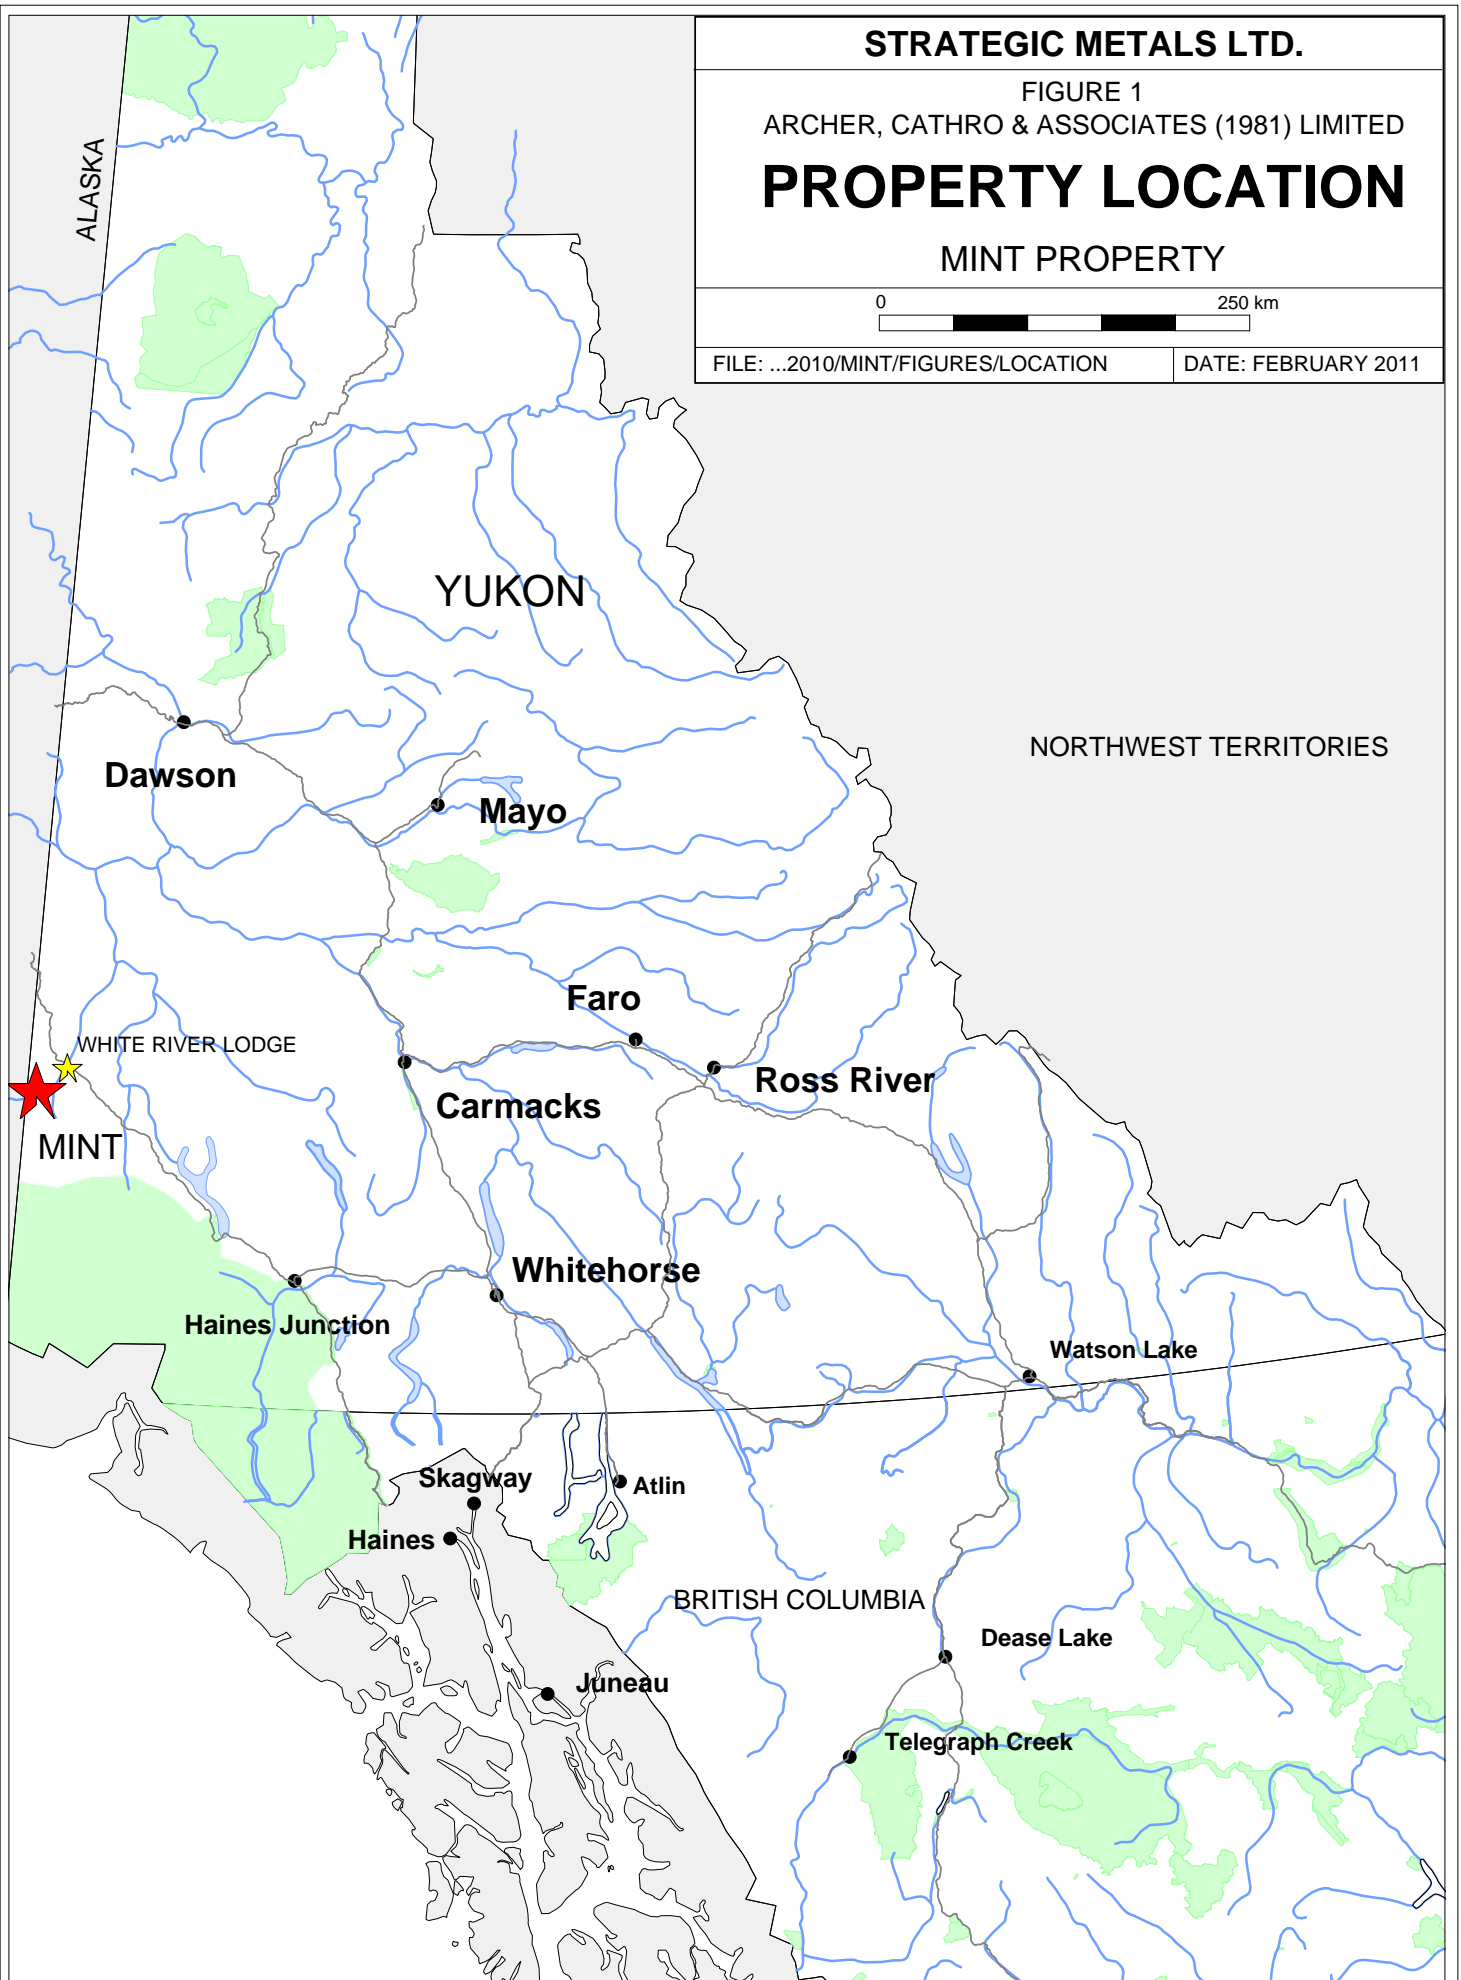 STRATEGIC METALS LTD.
FIGURE 1
ARCHER, CATHRO & ASSOCIATES (1981) LIMITED
PROPERTY LOCATION
MINT PROPERTY
0 250 km
FILE: ...2010/MINT/FIGURES/LOCATION DATE: FEBRUARY 2011
ALASKA
YUKON
NORTHWEST TERRITORIES
Dawson
Mayo
Faro
WHITE RIVER LODGE
Ross River
Carmacks
MINT
Whitehorse
Haines Junction
Watson Lake
Skagway
Atlin
Haines
BRITISH COLUMBIA
Dease Lake
Juneau
Telegraph Creek